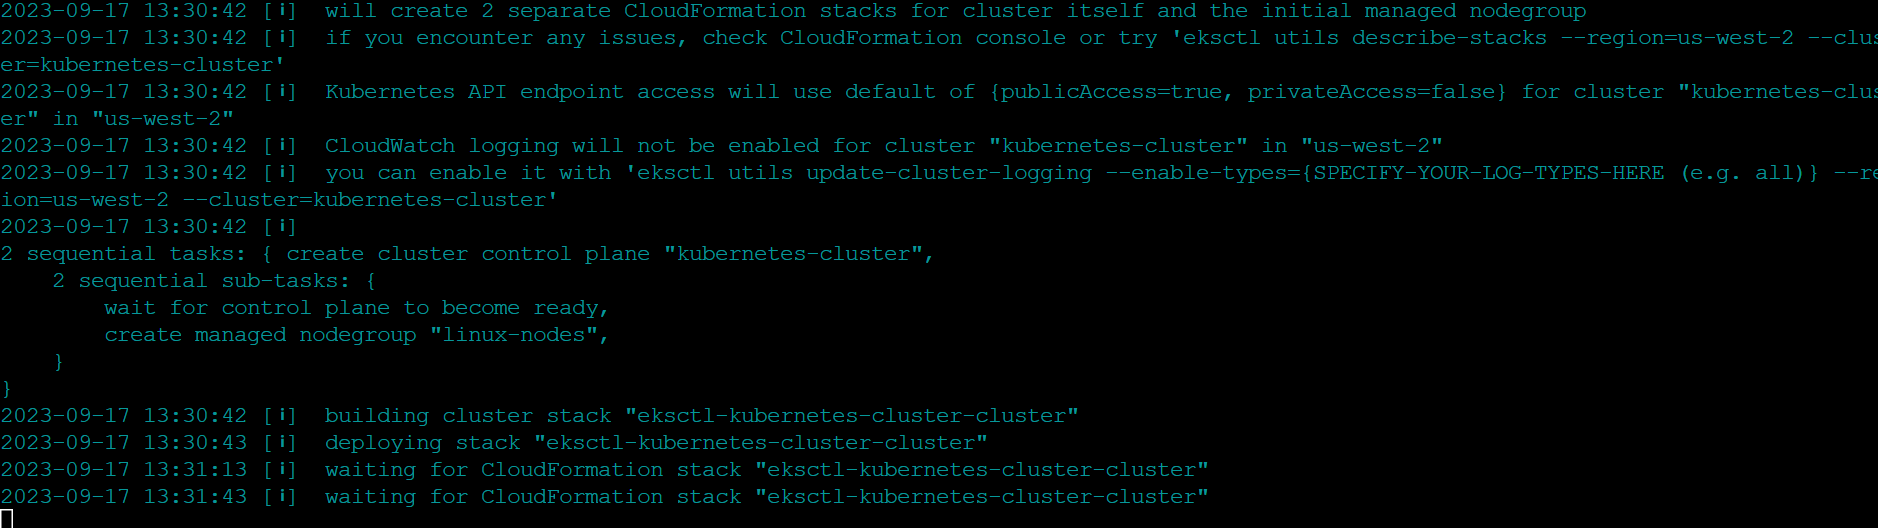 2023-09-17 13:30:42 [ℹ]  will create 2 separate CloudFormation stacks for cluster itself and the initial managed nodegroup
2023-09-17 13:30:42 [ℹ]  if you encounter any issues, check CloudFormation console or try 'eksctl utils describe-stacks --region=us-west-2 --clus
er=kubernetes-cluster'
2023-09-17 13:30:42 [ℹ]  Kubernetes API endpoint access will use default of {publicAccess=true, privateAccess=false} for cluster "kubernetes-clus
er" in "us-west-2"
2023-09-17 13:30:42 [ℹ]  CloudWatch logging will not be enabled for cluster "kubernetes-cluster" in "us-west-2"
2023-09-17 13:30:42 [ℹ]  you can enable it with 'eksctl utils update-cluster-logging --enable-types={SPECIFY-YOUR-LOG-TYPES-HERE (e.g. all)} --re
ion=us-west-2 --cluster=kubernetes-cluster'
2023-09-17 13:30:42 [ℹ]
2 sequential tasks: { create cluster control plane "kubernetes-cluster",
    2 sequential sub-tasks: {
        wait for control plane to become ready,
        create managed nodegroup "linux-nodes",
    }
}
2023-09-17 13:30:42 [ℹ]  building cluster stack "eksctl-kubernetes-cluster-cluster"
2023-09-17 13:30:43 [ℹ]  deploying stack "eksctl-kubernetes-cluster-cluster"
2023-09-17 13:31:13 [ℹ]  waiting for CloudFormation stack "eksctl-kubernetes-cluster-cluster"
2023-09-17 13:31:43 [ℹ]  waiting for CloudFormation stack "eksctl-kubernetes-cluster-cluster"